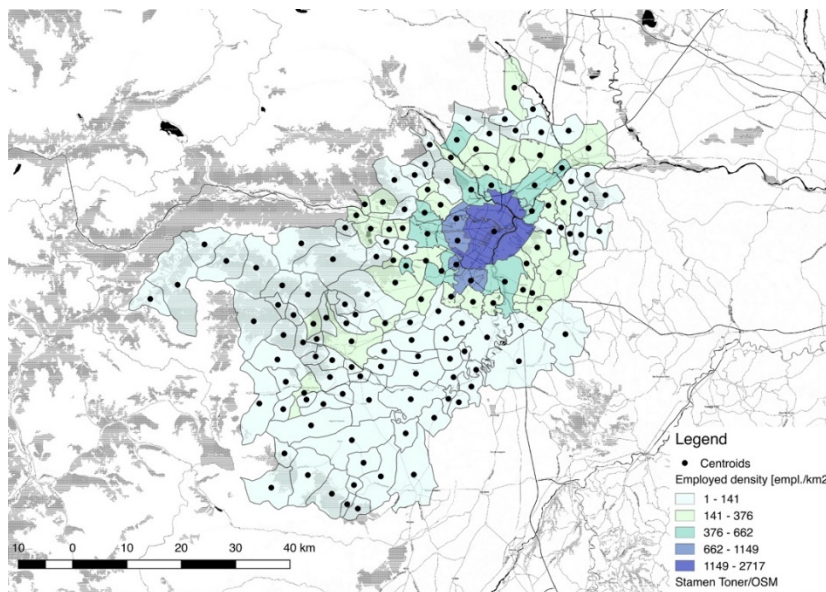 Legend
Centroids
Employed density [empl./km2
1 - 141
141 - 376
376 - 662
662 - 1149
1149 - 2717
Stamen Toner/OSM
10 0 10 20 30 40 km